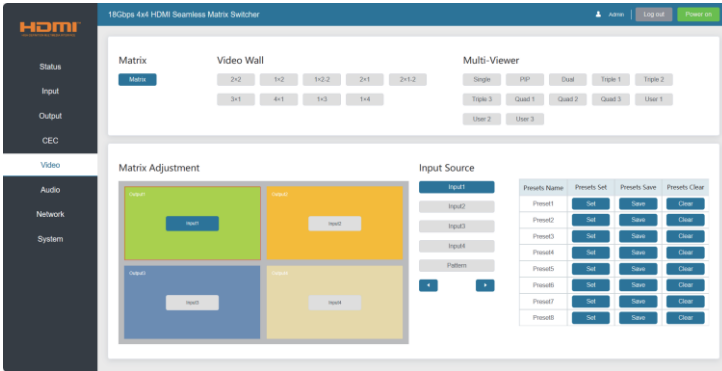 HDMI
18Gbps 4x4 HDMI Seamless Matrix Switcher
Admin
Log out
Power on
Status
Input
Output
CEC
Video
Audio
Network
System
Matrix
Video Wall
Multi-Viewer
Matrix
2×2
1×2
1×2-2
2×1
2×1-2
Single
PIP
Dual
Triple 1
Triple 2
3×1
4×1
1×3
1×4
Triple 3
Quad 1
Quad 2
Quad 3
User 1
User 2
User 3
Matrix Adjustment
Output1
Input1
Output2
Input2
Output3
Input3
Input4
Input Source
Input1
Input2
Input3
Input4
Pattern
Presets Name Presets Set Presets Save Presets Clear
Preset1 Set Save Clear
Preset2 Set Save Clear
Preset3 Set Save Clear
Preset4 Set Save Clear
Preset5 Set Save Clear
Preset6 Set Save Clear
Preset7 Set Save Clear
Preset8 Set Save Clear